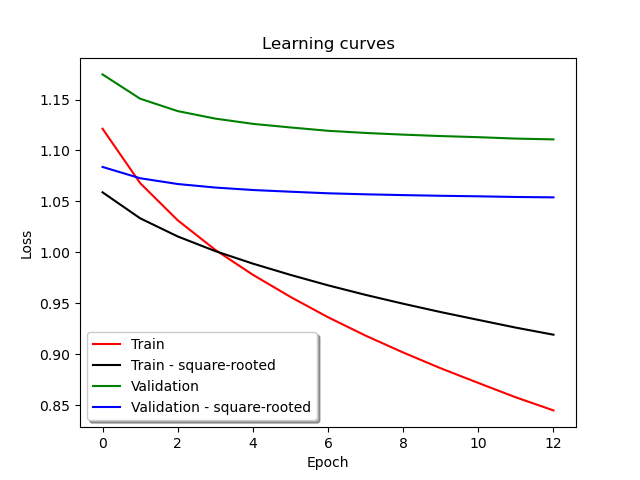 Learning curves
Loss
1.15
1.10
1.05
1.00
0.95
0.90
0.85
Train
Train - square-rooted
Validation
Validation - square-rooted
0 2 4 6 8 10 12
Epoch